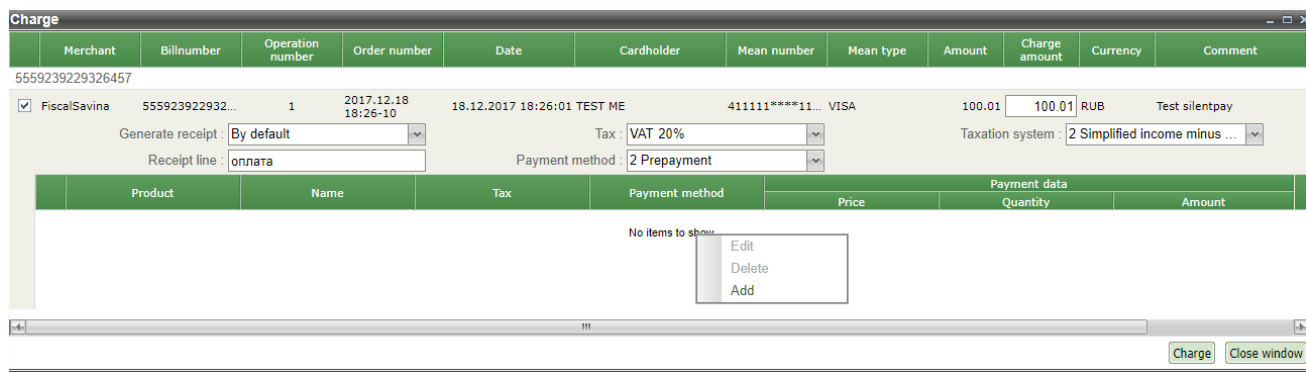 Charge
Merchant Billnumber Operation number Order number Date Cardholder Mean number Mean type Amount Charge amount Currency Comment
5559239229326457
FiscalSavina 555923922932... 1 2017.12.18 18:26-10 18.12.2017 18:26:01 TEST ME 411111****11... VISA 100.01 100.01 RUB Test silentpay
Generate receipt : By default Tax : VAT 20% Taxation system : 2 Simplified income minus ...
Receipt line : оплата Payment method : 2 Prepayment
Product Name Tax Payment method Payment data
Price Quantity Amount
No items to show.
Edit
Delete
Add
Charge Close window